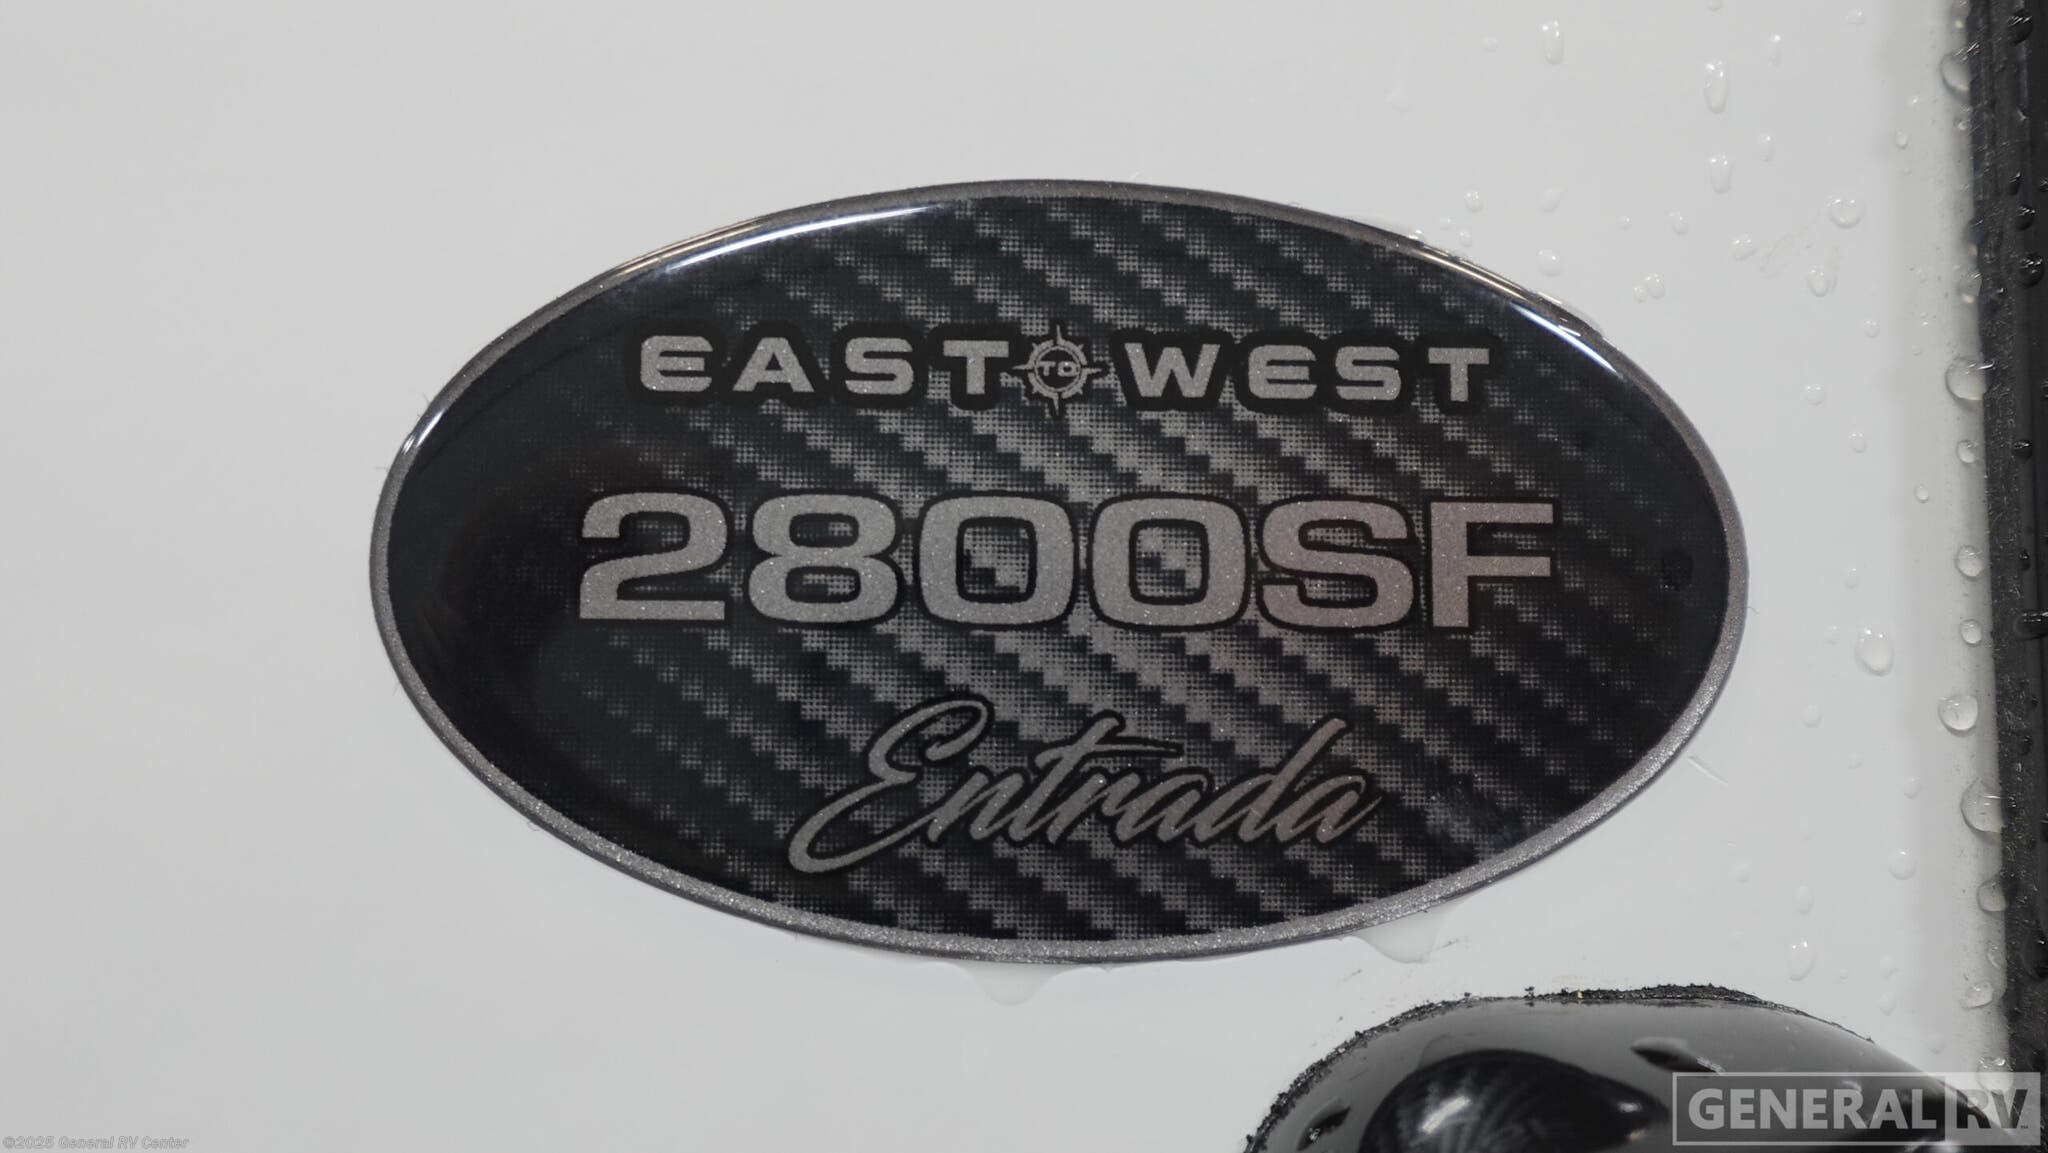 EAST TO WEST
2800SF
Entrada
GENERAL RV
©2025 General RV Center